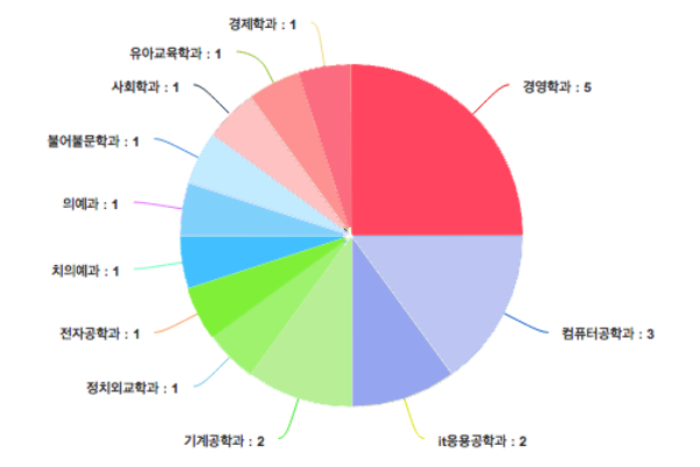 경제학과 : 1
유아교육학과 : 1
사회학과 : 1
불어불문학과 : 1
의예과 : 1
치의예과 : 1
전자공학과 : 1
정치외교학과 : 1
기계공학과 : 2
it응용공학과 : 2
컴퓨터공학과 : 3
경영학과 : 5